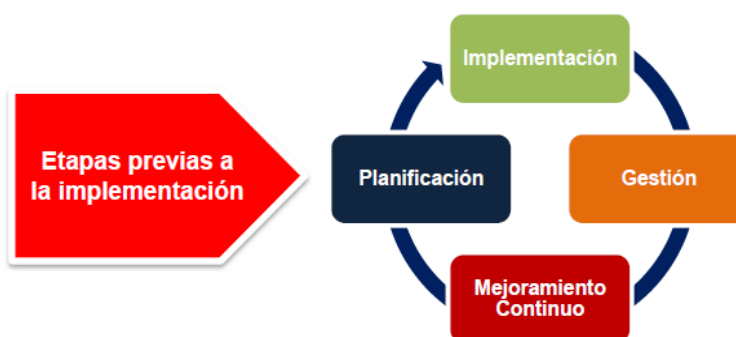 Etapas previas a
la implementación
Implementación
Planificación
Gestión
Mejoramiento
Continuo